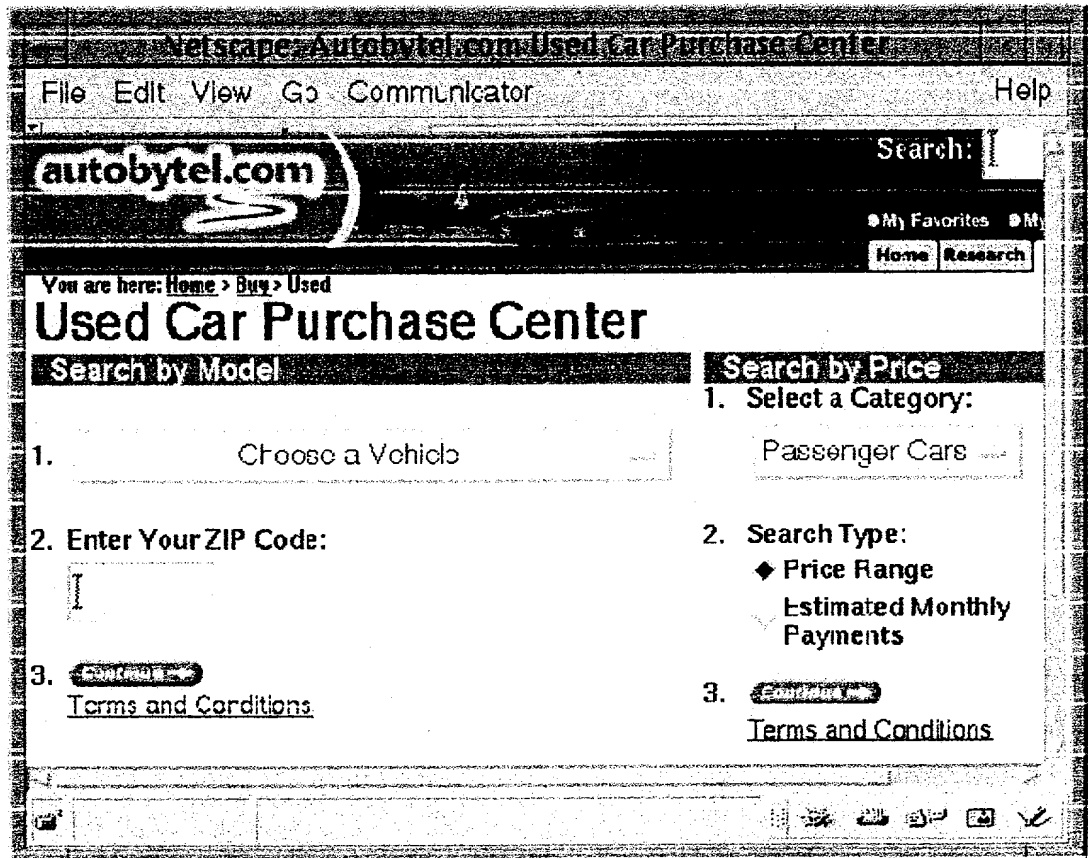 Netscape: Autobytel.com Used Car Purchase Center
File Edit View Go Communicator Help
autobytel.com
Search:
My Favorites My
Home Research
You are here: Home > Buy > Used
Used Car Purchase Center
Search by Model
1. Choose a Vehicle
2. Enter Your ZIP Code:
3. Continue
Terms and Conditions
Search by Price
1. Select a Category:
Passenger Cars
2. Search Type:
Price Range
Estimated Monthly
Payments
3. Continue
Terms and Conditions